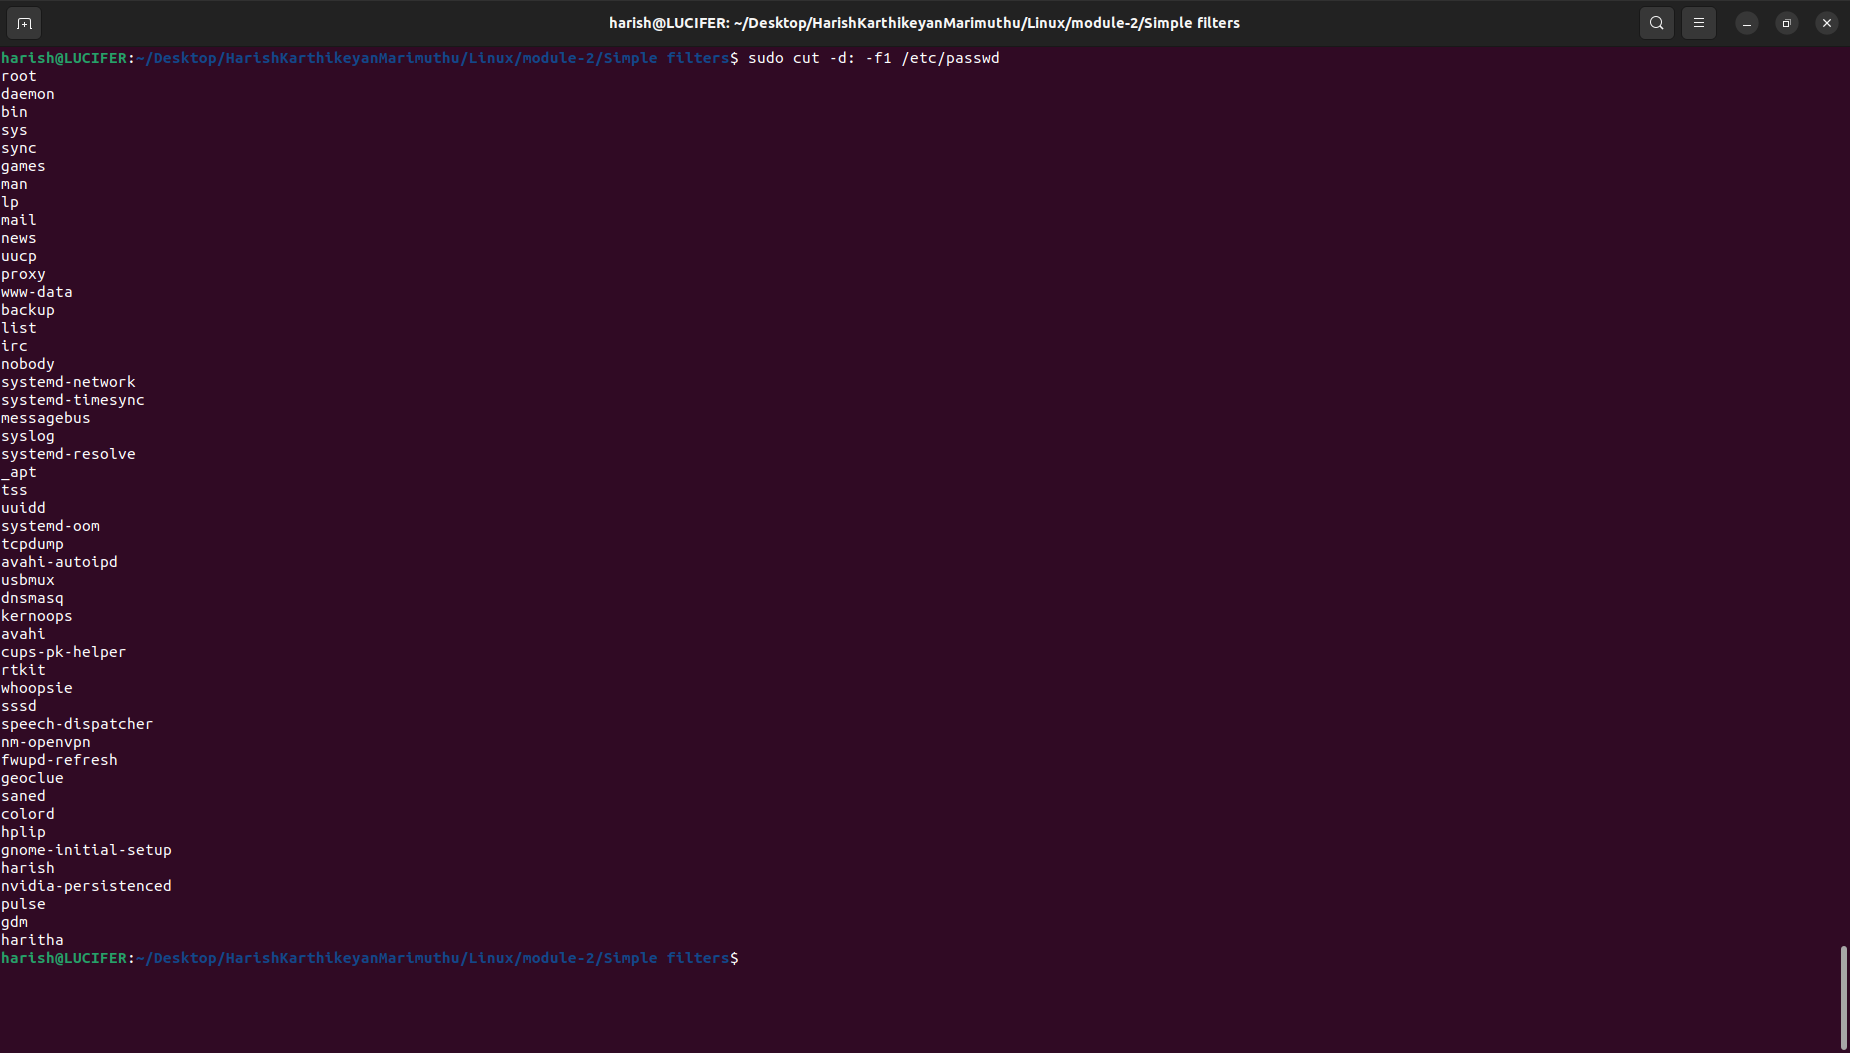 harish@LUCIFER: ~/Desktop/HarishKarthikeyanMarimuthu/Linux/module-2/Simple filters
harish@LUCIFER:~/Desktop/HarishKarthikeyanMarimuthu/Linux/module-2/Simple filters$ sudo cut -d: -f1 /etc/passwd
root
daemon
bin
sys
sync
games
man
lp
mail
news
uucp
proxy
www-data
backup
list
irc
nobody
systemd-network
systemd-timesync
messagebus
syslog
systemd-resolve
_apt
tss
uuidd
systemd-oom
tcpdump
avahi-autoipd
usbmux
dnsmasq
kernoops
avahi
cups-pk-helper
rtkit
whoopsie
sssd
speech-dispatcher
nm-openvpn
fwupd-refresh
geoclue
saned
colord
hplip
gnome-initial-setup
harish
nvidia-persistenced
pulse
gdm
haritha
harish@LUCIFER:~/Desktop/HarishKarthikeyanMarimuthu/Linux/module-2/Simple filters$